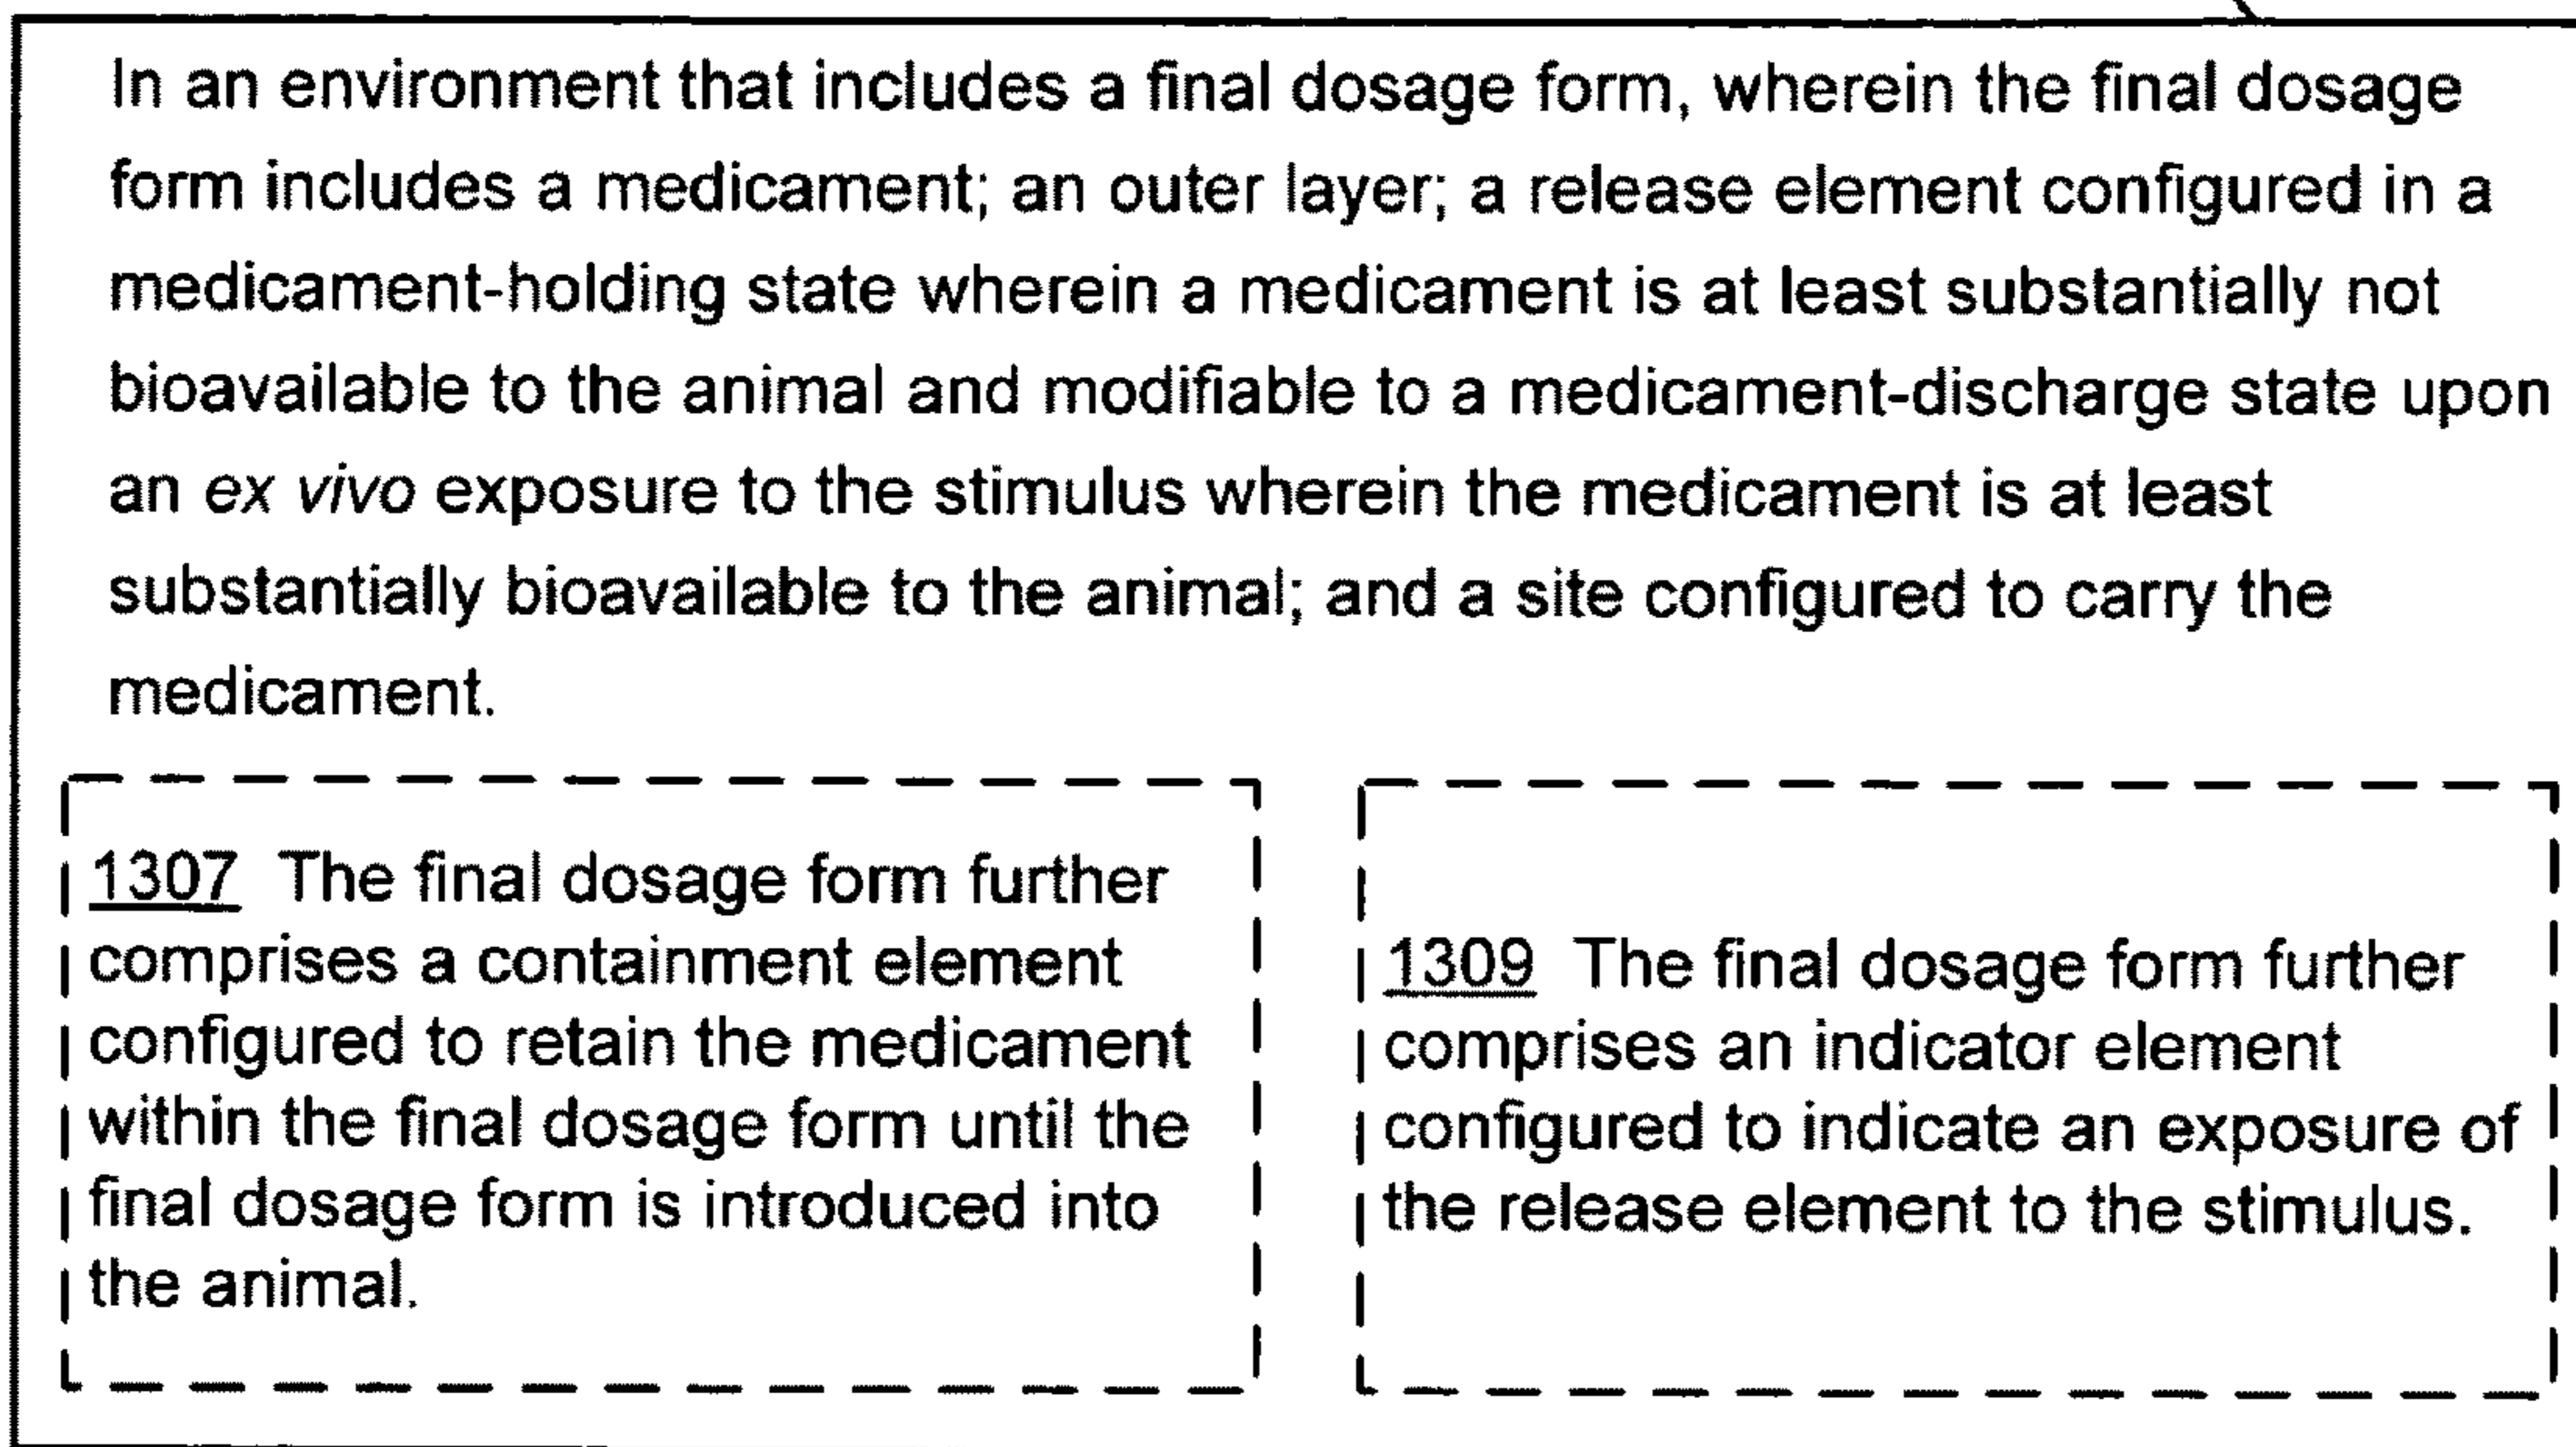 In an environment that includes a final dosage form, wherein the final dosage
form includes a medicament; an outer layer; a release element configured in a
medicament-holding state wherein a medicament is at least substantially not
bioavailable to the animal and modifiable to a medicament-discharge state upon
an ex vivo exposure to the stimulus wherein the medicament is at least
substantially bioavailable to the animal; and a site configured to carry the
medicament.
1307 The final dosage form further
comprises a containment element
configured to retain the medicament
within the final dosage form until the
final dosage form is introduced into
the animal.
1309 The final dosage form further
comprises an indicator element
configured to indicate an exposure of
the release element to the stimulus.